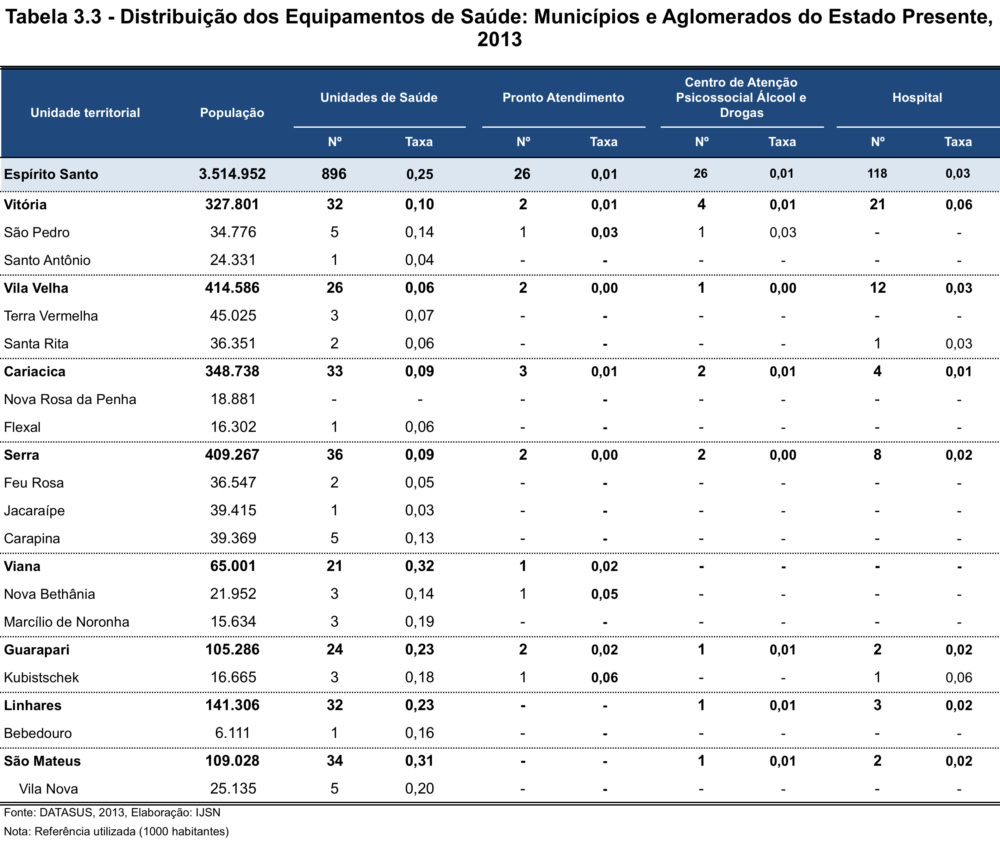 Tabela 3.3 - Distribuição dos Equipamentos de Saúde: Municípios e Aglomerados do Estado Presente,
2013
Unidade territorial População Unidades de Saúde Pronto Atendimento Centro de Atenção Psicossocial Álcool e Drogas Hospital
Nº Taxa Nº Taxa Nº Taxa Nº Taxa
Espírito Santo 3.514.952 896 0,25 26 0,01 26 0,01 118 0,03
Vitória 327.801 32 0,10 2 0,01 4 0,01 21 0,06
São Pedro 34.776 5 0,14 1 0,03 1 0,03 - -
Santo Antônio 24.331 1 0,04 - - - - - -
Vila Velha 414.586 26 0,06 2 0,00 1 0,00 12 0,03
Terra Vermelha 45.025 3 0,07 - - - - - -
Santa Rita 36.351 2 0,06 - - - - 1 0,03
Cariacica 348.738 33 0,09 3 0,01 2 0,01 4 0,01
Nova Rosa da Penha 18.881 - - - - - - - -
Flexal 16.302 1 0,06 - - - - - -
Serra 409.267 36 0,09 2 0,00 2 0,00 8 0,02
Feu Rosa 36.547 2 0,05 - - - - - -
Jacaraípe 39.415 1 0,03 - - - - - -
Carapina 39.369 5 0,13 - - - - - -
Viana 65.001 21 0,32 1 0,02 - - - -
Nova Bethânia 21.952 3 0,14 1 0,05 - - - -
Marcílio de Noronha 15.634 3 0,19 - - - - - -
Guarapari 105.286 24 0,23 2 0,02 1 0,01 2 0,02
Kubistschek 16.665 3 0,18 1 0,06 - - 1 0,06
Linhares 141.306 32 0,23 - - 1 0,01 3 0,02
Bebedouro 6.111 1 0,16 - - - - - -
São Mateus 109.028 34 0,31 - - 1 0,01 2 0,02
Vila Nova 25.135 5 0,20 - - - - - -
Fonte: DATASUS, 2013, Elaboração: IJSN
Nota: Referência utilizada (1000 habitantes)